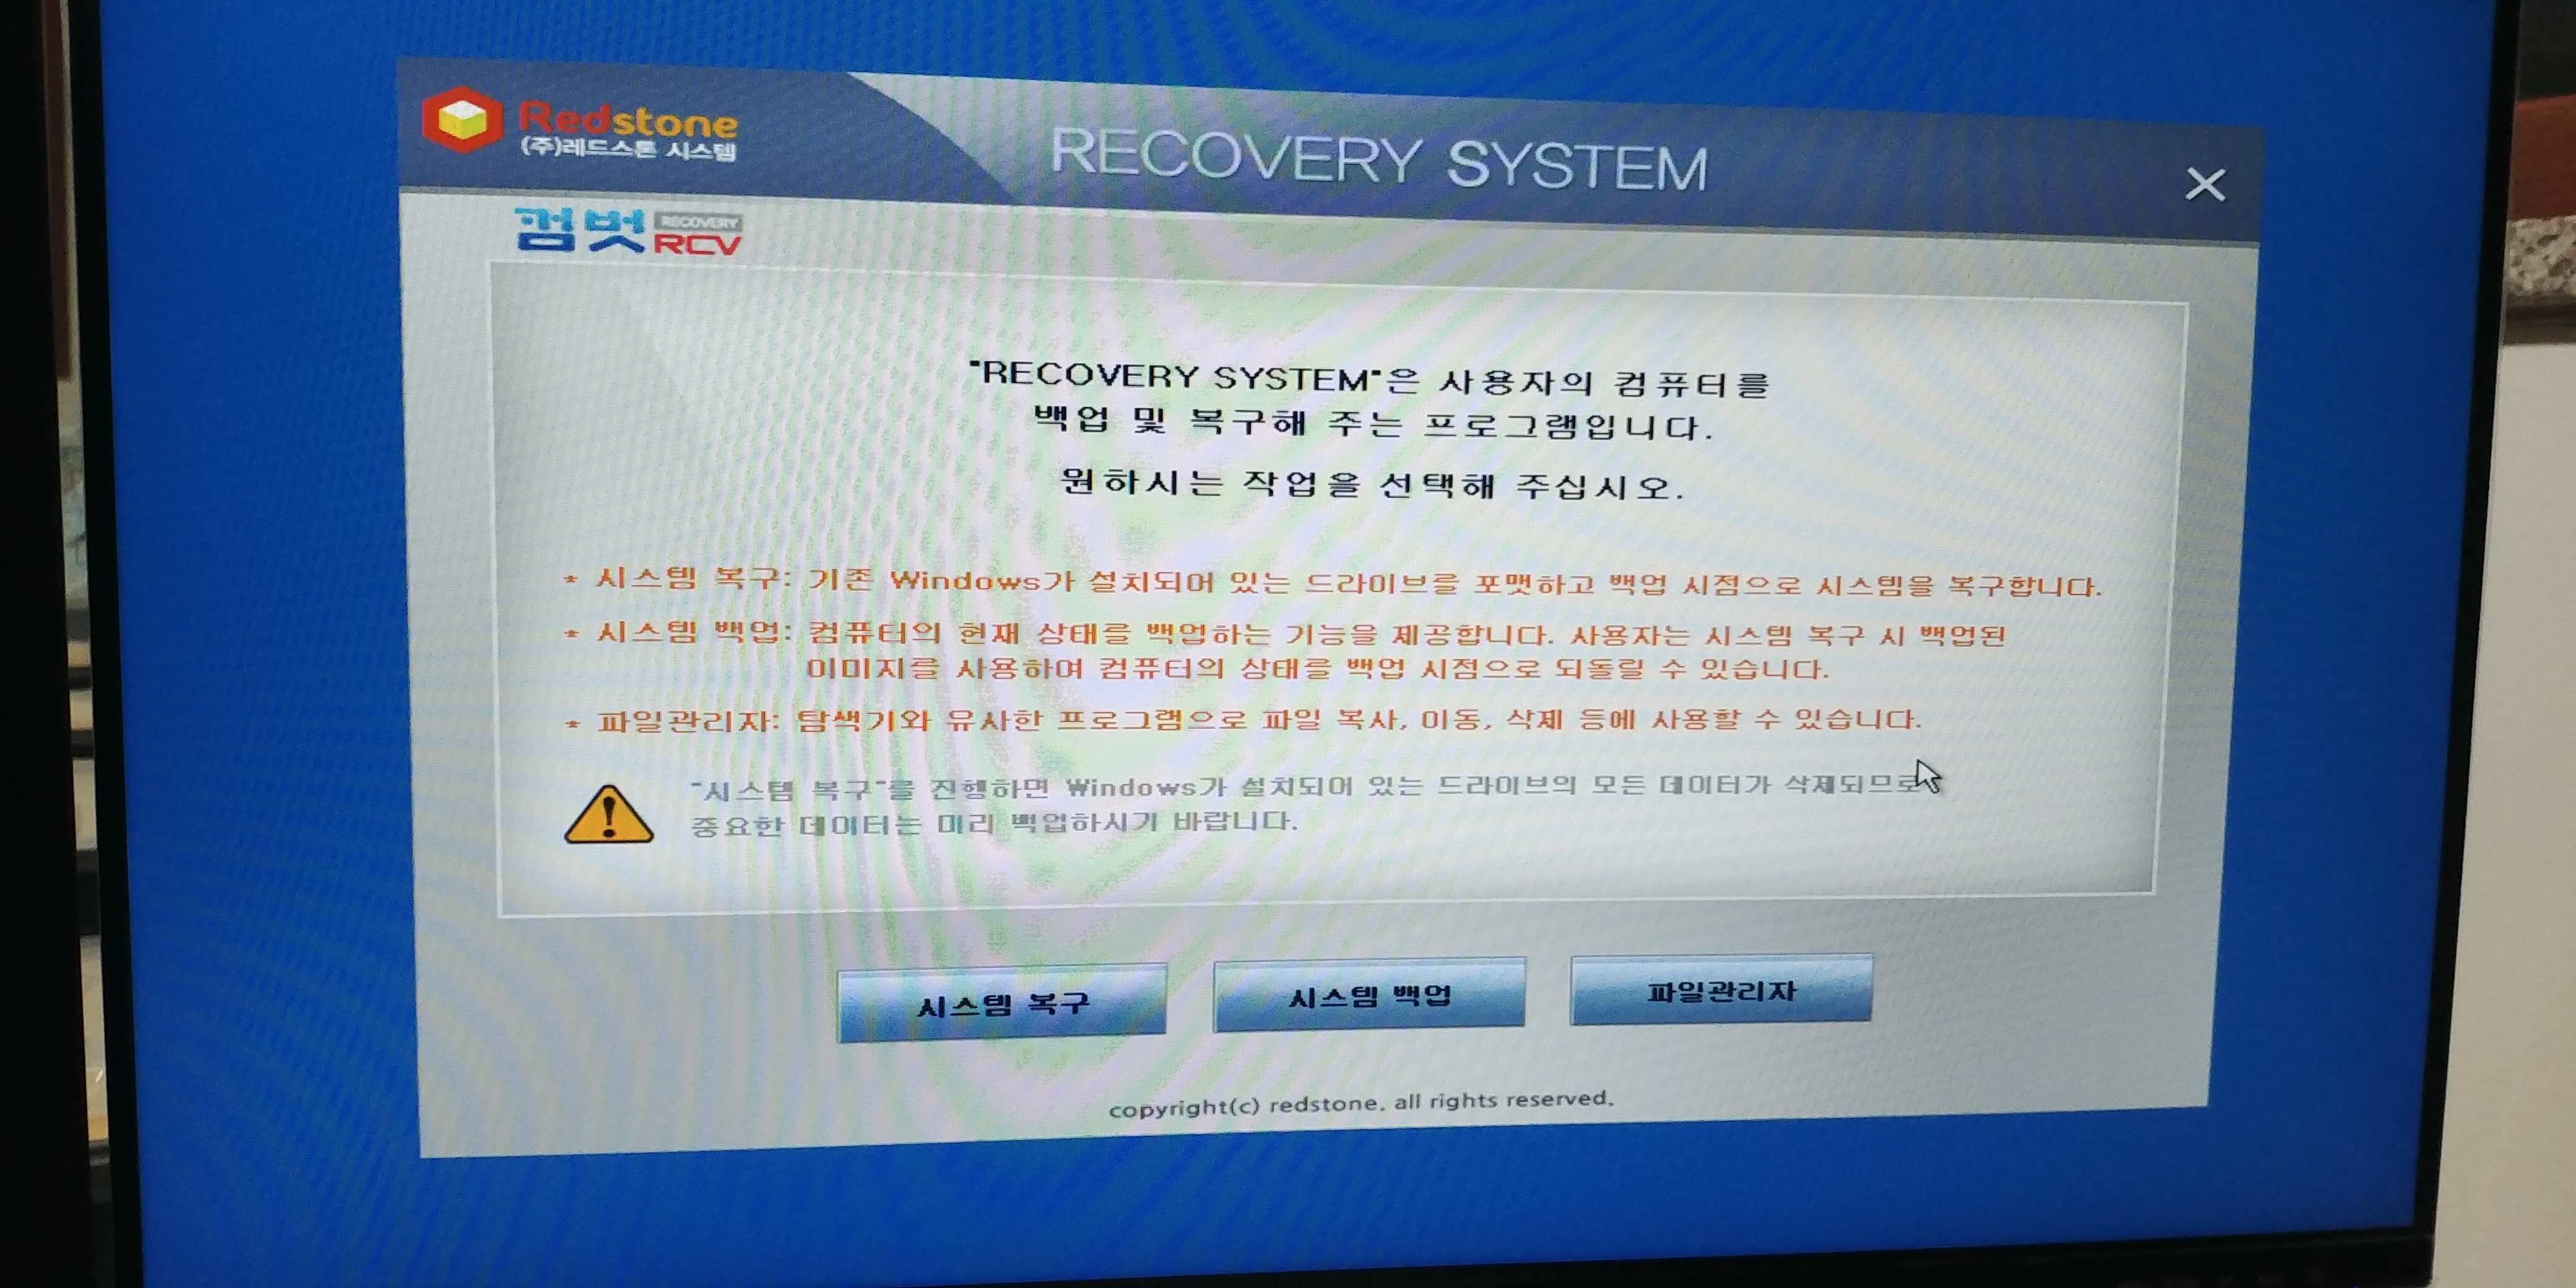 Redstone
(주)레드스톤 시스템
RECOVERY SYSTEM
컴벗 RECOVERY RCV
"RECOVERY SYSTEM"은 사용자의 컴퓨터를
백업 및 복구해 주는 프로그램입니다.
원하시는 작업을 선택해 주십시오.
* 시스템 복구: 기존 Windows가 설치되어 있는 드라이브를 포맷하고 백업 시점으로 시스템을 복구합니다.
* 시스템 백업: 컴퓨터의 현재 상태를 백업하는 기능을 제공합니다. 사용자는 시스템 복구 시 백업된
이미지를 사용하여 컴퓨터의 상태를 백업 시점으로 되돌릴 수 있습니다.
* 파일관리자: 탐색기와 유사한 프로그램으로 파일 복사, 이동, 삭제 등에 사용할 수 있습니다.
"시스템 복구"를 진행하면 Windows가 설치되어 있는 드라이브의 모든 데이터가 삭제되므로
중요한 데이터는 미리 백업하시기 바랍니다.
시스템 복구
시스템 백업
파일관리자
copyright(c) redstone. all rights reserved.